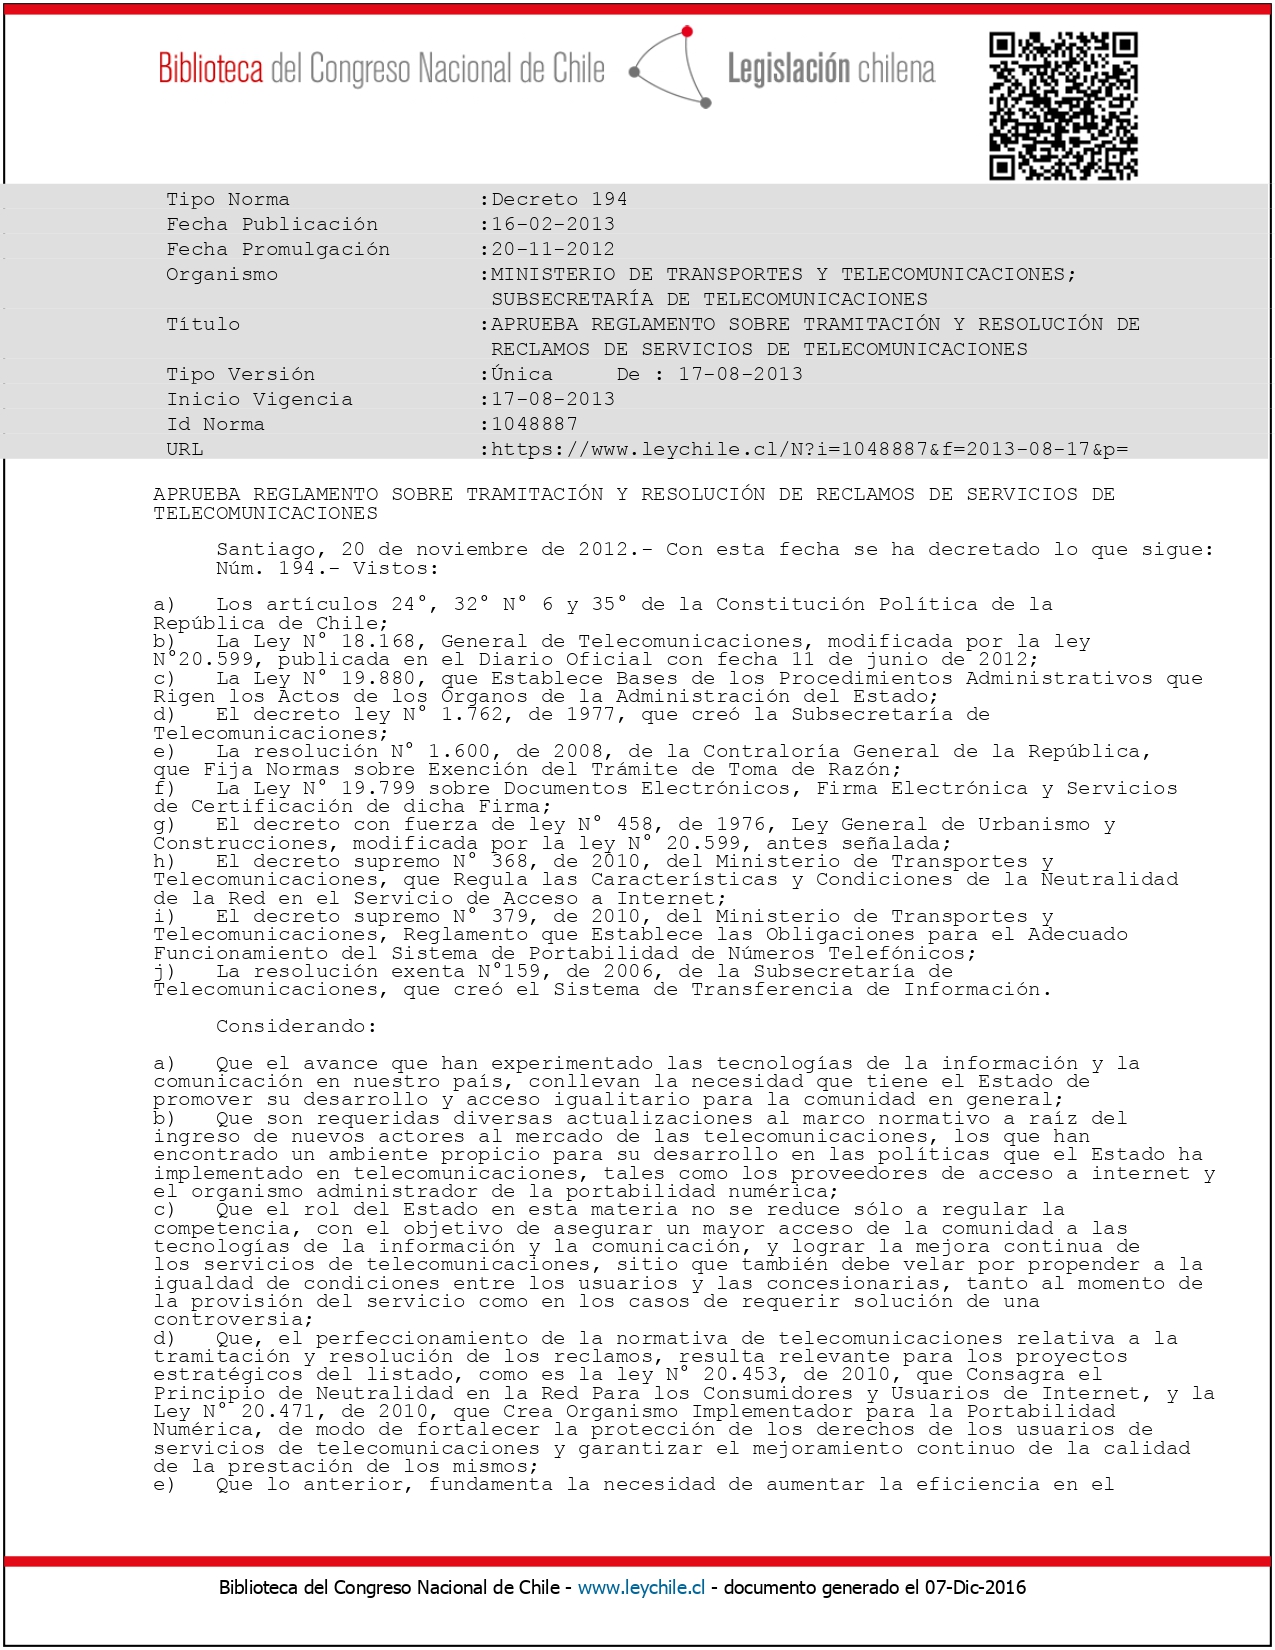 Biblioteca del Congreso Nacional de Chile Legislación chilena
Tipo Norma :Decreto 194
Fecha Publicación :16-02-2013
Fecha Promulgación :20-11-2012
Organismo :MINISTERIO DE TRANSPORTES Y TELECOMUNICACIONES;
SUBSECRETARÍA DE TELECOMUNICACIONES
Título :APRUEBA REGLAMENTO SOBRE TRAMITACIÓN Y RESOLUCIÓN DE
RECLAMOS DE SERVICIOS DE TELECOMUNICACIONES
Tipo Versión :Única De : 17-08-2013
Inicio Vigencia :17-08-2013
Id Norma :1048887
URL :https://www.leychile.cl/N?i=1048887&f=2013-08-17&p=
APRUEBA REGLAMENTO SOBRE TRAMITACIÓN Y RESOLUCIÓN DE RECLAMOS DE SERVICIOS DE
TELECOMUNICACIONES
Santiago, 20 de noviembre de 2012.- Con esta fecha se ha decretado lo que sigue:
Núm. 194.- Vistos:
a) Los artículos 24°, 32° N° 6 y 35° de la Constitución Política de la
República de Chile;
b) La Ley N° 18.168, General de Telecomunicaciones, modificada por la ley
N°20.599, publicada en el Diario Oficial con fecha 11 de junio de 2012;
c) La Ley N° 19.880, que Establece Bases de los Procedimientos Administrativos que
Rigen los Actos de los Órganos de la Administración del Estado;
d) El decreto ley N° 1.762, de 1977, que creó la Subsecretaría de
Telecomunicaciones;
e) La resolución N° 1.600, de 2008, de la Contraloría General de la República,
que Fija Normas sobre Exención del Trámite de Toma de Razón;
f) La Ley N° 19.799 sobre Documentos Electrónicos, Firma Electrónica y Servicios
de Certificación de dicha Firma;
g) El decreto con fuerza de ley N° 458, de 1976, Ley General de Urbanismo y
Construcciones, modificada por la ley N° 20.599, antes señalada;
h) El decreto supremo N° 368, de 2010, del Ministerio de Transportes y
Telecomunicaciones, que Regula las Características y Condiciones de la Neutralidad
de la Red en el Servicio de Acceso a Internet;
i) El decreto supremo N° 379, de 2010, del Ministerio de Transportes y
Telecomunicaciones, Reglamento que Establece las Obligaciones para el Adecuado
Funcionamiento del Sistema de Portabilidad de Números Telefónicos;
j) La resolución exenta N°159, de 2006, de la Subsecretaría de
Telecomunicaciones, que creó el Sistema de Transferencia de Información.
Considerando:
a) Que el avance que han experimentado las tecnologías de la información y la
comunicación en nuestro país, conllevan la necesidad que tiene el Estado de
promover su desarrollo y acceso igualitario para la comunidad en general;
b) Que son requeridas diversas actualizaciones al marco normativo a raíz del
ingreso de nuevos actores al mercado de las telecomunicaciones, los que han
encontrado un ambiente propicio para su desarrollo en las políticas que el Estado ha
implementado en telecomunicaciones, tales como los proveedores de acceso a internet y
el organismo administrador de la portabilidad numérica;
c) Que el rol del Estado en esta materia no se reduce sólo a regular la
competencia, con el objetivo de asegurar un mayor acceso de la comunidad a las
tecnologías de la información y la comunicación, y lograr la mejora continua de
los servicios de telecomunicaciones, sitio que también debe velar por propender a la
igualdad de condiciones entre los usuarios y las concesionarias, tanto al momento de
la provisión del servicio como en los casos de requerir solución de una
controversia;
d) Que, el perfeccionamiento de la normativa de telecomunicaciones relativa a la
tramitación y resolución de los reclamos, resulta relevante para los proyectos
estratégicos del listado, como es la ley N° 20.453, de 2010, que Consagra el
Principio de Neutralidad en la Red Para los Consumidores y Usuarios de Internet, y la
Ley N° 20.471, de 2010, que Crea Organismo Implementador para la Portabilidad
Numérica, de modo de fortalecer la protección de los derechos de los usuarios de
servicios de telecomunicaciones y garantizar el mejoramiento continuo de la calidad
de la prestación de los mismos;
e) Que lo anterior, fundamenta la necesidad de aumentar la eficiencia en el
Biblioteca del Congreso Nacional de Chile - www.leychile.cl - documento generado el 07-Dic-2016